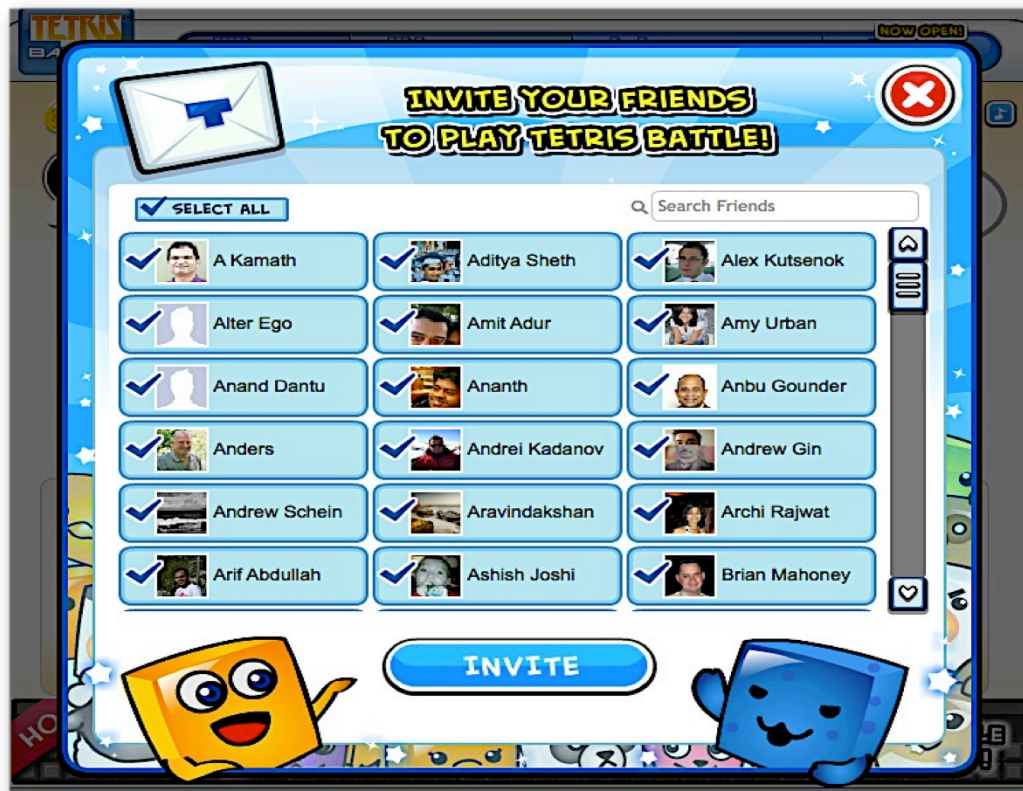 TETRIS
BA
NOW OPEN!
INVITE YOUR FRIENDS
TO PLAY TETRIS BATTLE!
SELECT ALL
Search Friends
A Kamath
Aditya Sheth
Alex Kutsenok
Alter Ego
Amit Adur
Amy Urban
Anand Dantu
Ananth
Anbu Gounder
Anders
Andrei Kadanov
Andrew Gin
Andrew Schein
Aravindakshan
Archi Rajwat
Arif Abdullah
Ashish Joshi
Brian Mahoney
INVITE
HO